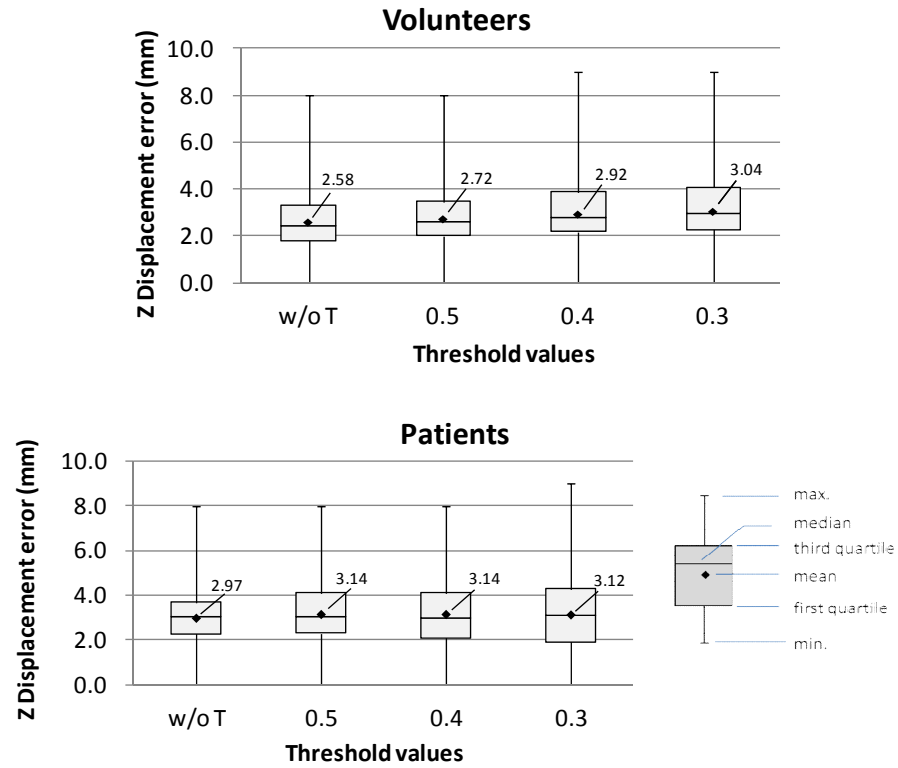 Volunteers
Z Displacement error (mm)
10.0
8.0
6.0
4.0
2.0
0.0
2.58
2.72
2.92
3.04
w/o T
0.5
0.4
0.3
Threshold values
Patients
Z Displacement error (mm)
10.0
8.0
6.0
4.0
2.0
0.0
2.97
3.14
3.14
3.12
w/o T
0.5
0.4
0.3
Threshold values
max.
median
third quartile
mean
first quartile
min.